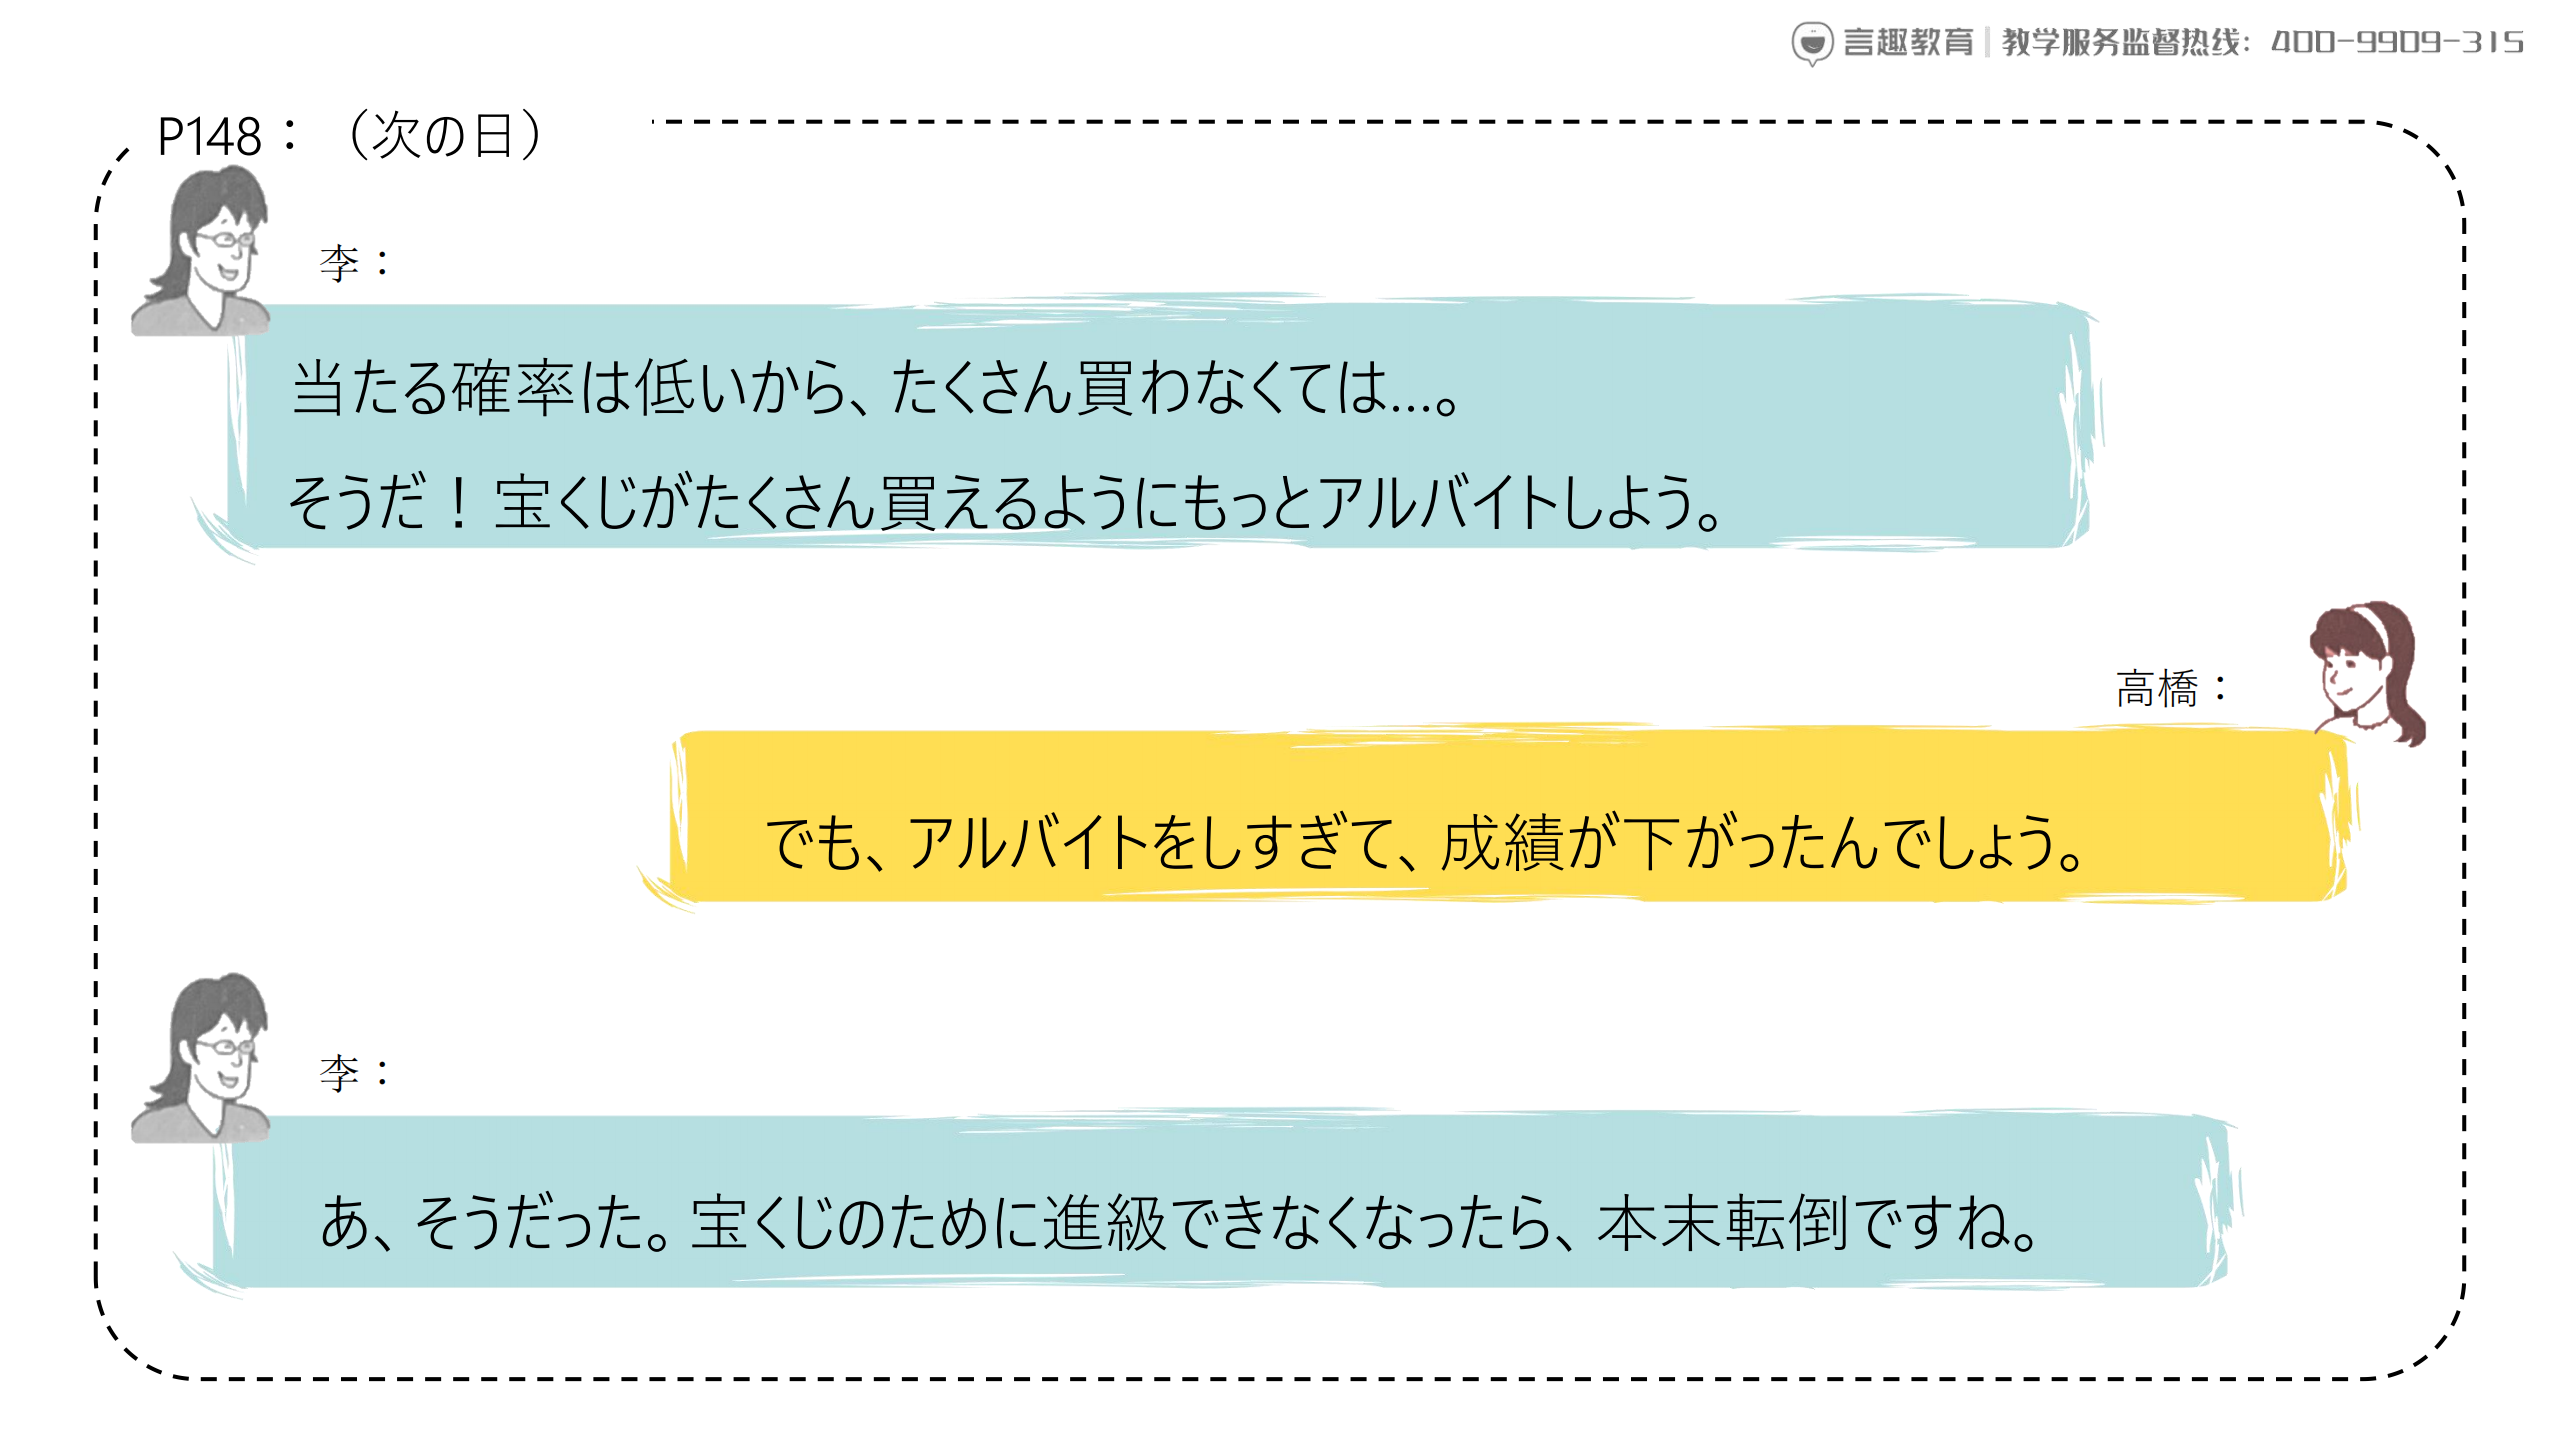 言趣教育 | 教学服务监督热线：400-9909-315
P148：（次の日）
李：
当たる確率は低いから、たくさん買わなくては…。
そうだ！宝くじがたくさん買えるようにもっとアルバイトしよう。
高橋：
でも、アルバイトをしすぎて、成績が下がったんでしょう。
李：
あ、そうだった。宝くじのために進級できなくなったら、本末転倒ですね。